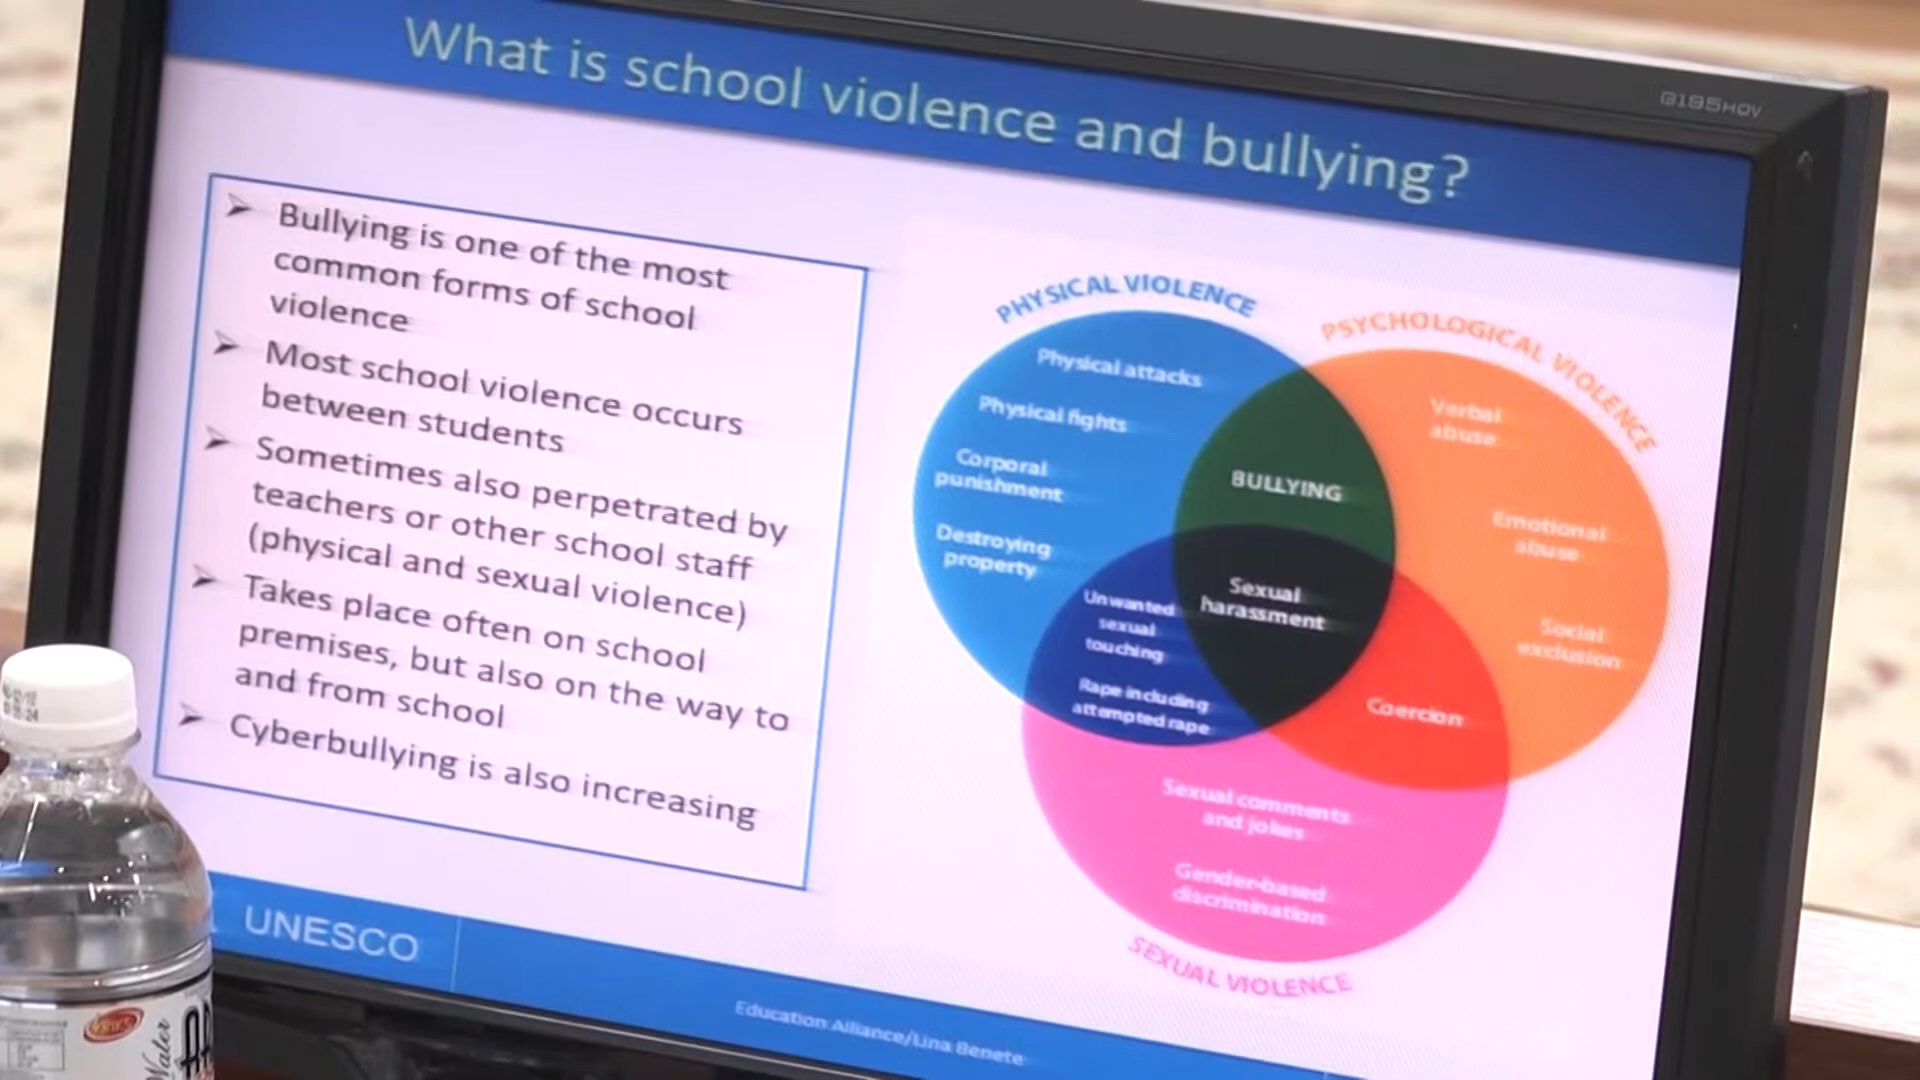 What is school violence and bullying?
G195HQV
➢ Bullying is one of the most
common forms of school
violence
➢ Most school violence occurs
between students
➢ Sometimes also perpetrated by
teachers or other school staff
(physical and sexual violence)
➢ Takes place often on school
premises, but also on the way to
and from school
➢ Cyberbullying is also increasing
PHYSICAL VIOLENCE
Physical attacks
Physical fights
Corporal
punishment
Destroying
property
PSYCHOLOGICAL VIOLENCE
Verbal
abuse
Emotional
abuse
Social
exclusion
BULLYING
Sexual
harassment
Unwanted
sexual
touching
Rape including
attempted rape
Coercion
Sexual comments
and jokes
Gender-based
discrimination
SEXUAL VIOLENCE
UNESCO
Education Alliance/Lina Benete
Water